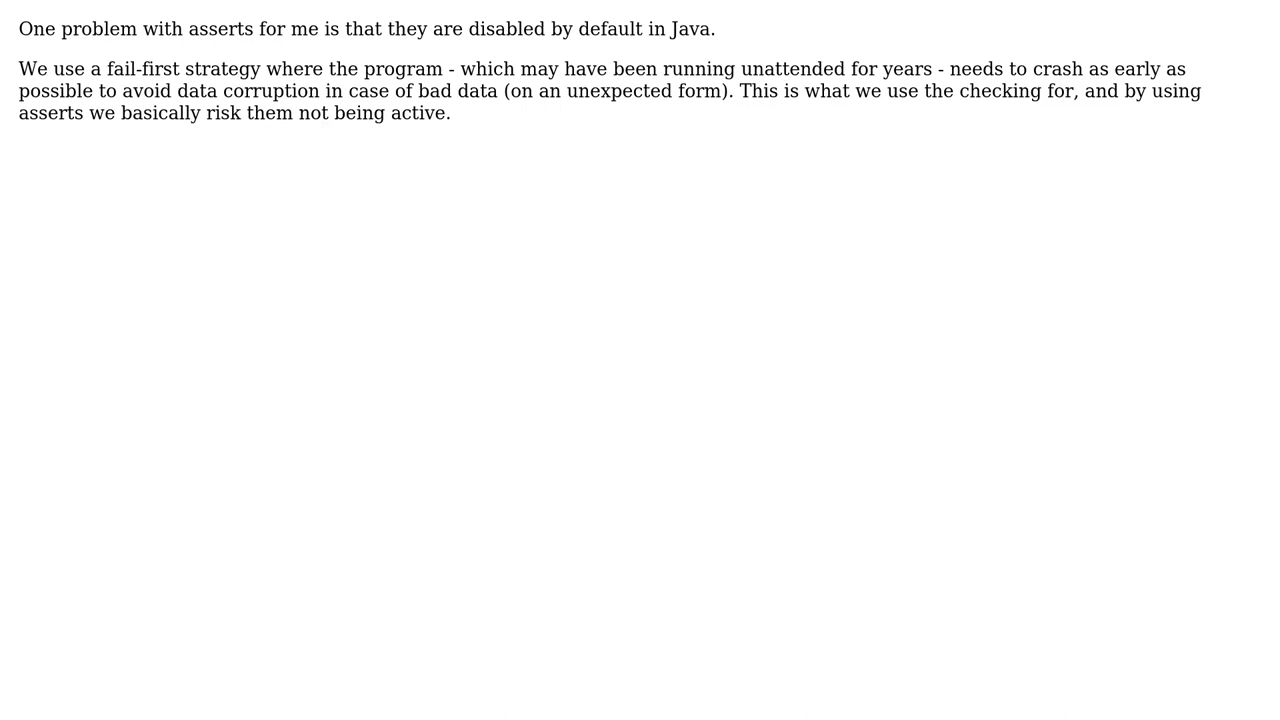 One problem with asserts for me is that they are disabled by default in Java.
We use a fail-first strategy where the program - which may have been running unattended for years - needs to crash as early as
possible to avoid data corruption in case of bad data (on an unexpected form). This is what we use the checking for, and by using
asserts we basically risk them not being active.